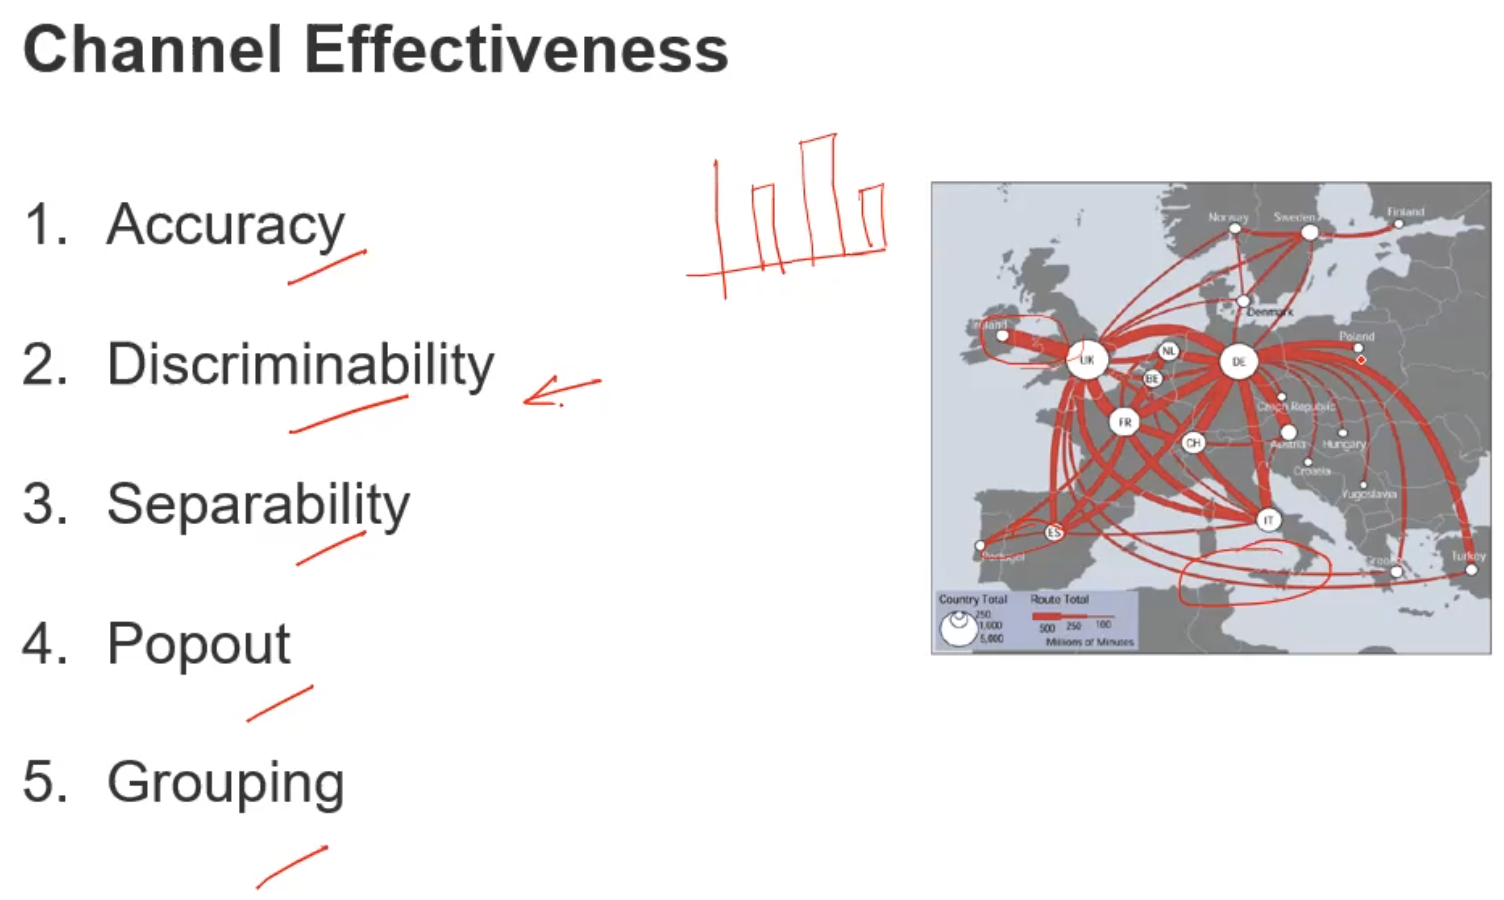 Channel Effectiveness
1. Accuracy
2. Discriminability
3. Separability
4. Popout
5. Grouping
Norway
Sweden
Finland
Denmark
Ireland
UK
NL
DE
Poland
BE
Czech Republic
FR
CH
Austria
Hungary
Croatia
Yugoslavia
IT
ES
Portugal
Greece
Turkey
Country Total
250
1,000
5,000
Route Total
500 250 100
Millions of Minutes